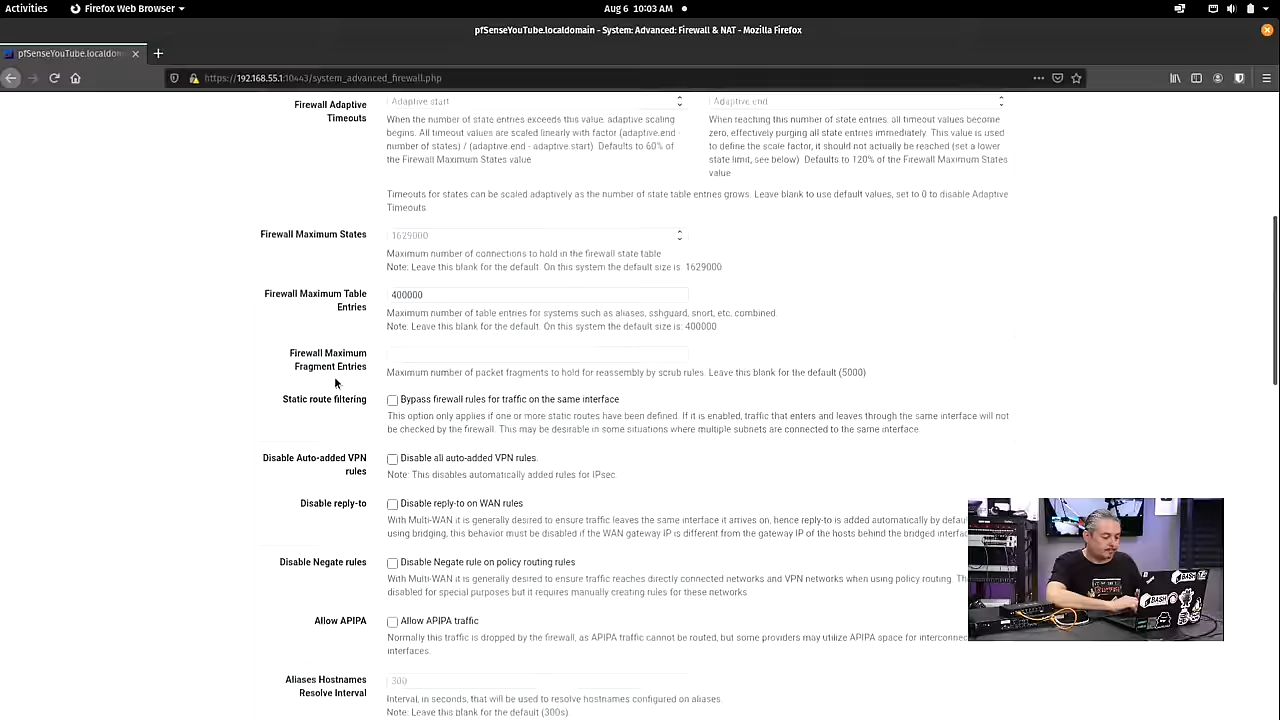 Activities
Firefox Web Browser
Aug 6 10:03 AM
pfSenseYouTube.localdomain - System: Advanced: Firewall & NAT - Mozilla Firefox
pfSenseYouTube.localdom
https://192.168.55.1:10443/system_advanced_firewall.php
Firewall Adaptive
Timeouts
Adaptive start
When the number of state entries exceeds this value, adaptive scaling
begins. All timeout values are scaled linearly with factor (adaptive.end -
number of states) / (adaptive.end - adaptive.start). Defaults to 60% of
the Firewall Maximum States value
Adaptive end
When reaching this number of state entries, all timeout values become
zero, effectively purging all state entries immediately. This value is used
to define the scale factor, it should not actually be reached (set a lower
state limit, see below). Defaults to 120% of the Firewall Maximum States
value
Timeouts for states can be scaled adaptively as the number of state table entries grows. Leave blank to use default values, set to 0 to disable Adaptive
Timeouts
Firewall Maximum States
1629000
Maximum number of connections to hold in the firewall state table
Note: Leave this blank for the default. On this system the default size is: 1629000
Firewall Maximum Table
Entries
400000
Maximum number of table entries for systems such as aliases, sshguard, snort, etc. combined.
Note: Leave this blank for the default. On this system the default size is: 400000
Firewall Maximum
Fragment Entries
Maximum number of packet fragments to hold for reassembly by scrub rules. Leave this blank for the default (5000)
Static route filtering
Bypass firewall rules for traffic on the same interface
This option only applies if one or more static routes have been defined. If it is enabled, traffic that enters and leaves through the same interface will not
be checked by the firewall. This may be desirable in some situations where multiple subnets are connected to the same interface.
Disable Auto-added VPN
rules
Disable all auto-added VPN rules.
Note: This disables automatically added rules for IPsec.
Disable reply-to
Disable reply-to on WAN rules
With Multi-WAN it is generally desired to ensure traffic leaves the same interface it arrives on, hence reply-to is added automatically by defau
using bridging, this behavior must be disabled if the WAN gateway IP is different from the gateway IP of the hosts behind the bridged interfac
Disable Negate rules
Disable Negate rule on policy routing rules
With Multi-WAN it is generally desired to ensure traffic reaches directly connected networks and VPN networks when using policy routing. Th
disabled for special purposes but it requires manually creating rules for these networks
Allow APIPA
Allow APIPA traffic
Normally this traffic is dropped by the firewall, as APIPA traffic cannot be routed, but some providers may utilize APIPA space for interconnec
interfaces.
Aliases Hostnames
Resolve Interval
300
Interval, in seconds, that will be used to resolve hostnames configured on aliases.
Note: Leave this blank for the default (300s)
BASH
BASH